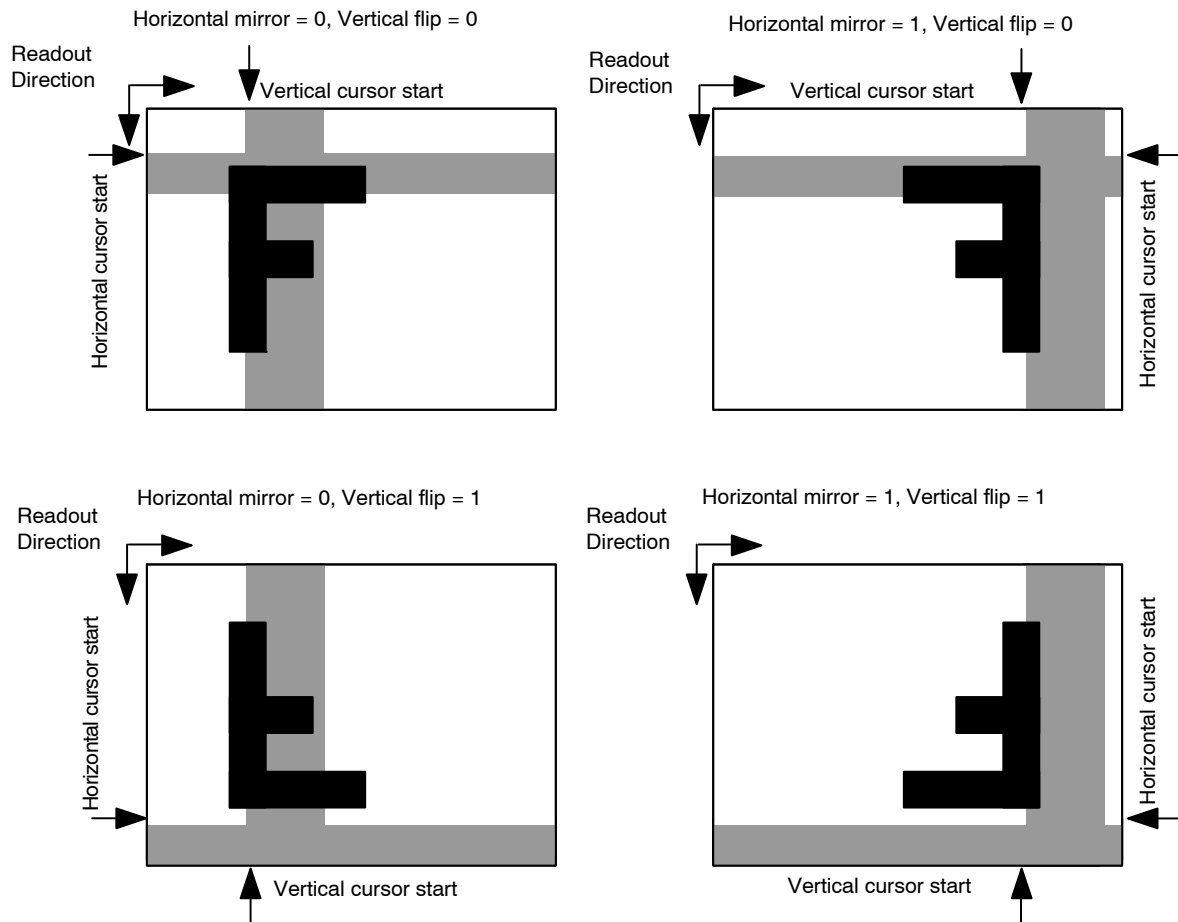 Horizontal mirror = 0, Vertical flip = 0
Readout
Direction
Vertical cursor start
Horizontal cursor start
Horizontal mirror = 1, Vertical flip = 0
Readout
Direction
Vertical cursor start
Horizontal cursor start
Horizontal mirror = 0, Vertical flip = 1
Readout
Direction
Horizontal cursor start
Vertical cursor start
Horizontal mirror = 1, Vertical flip = 1
Readout
Direction
Horizontal cursor start
Vertical cursor start